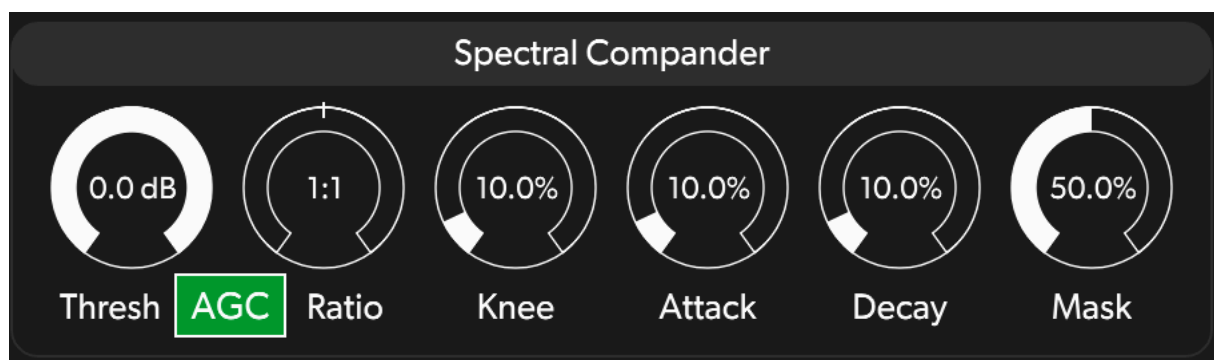 Spectral Compander
0.0 dB 1:1 10.0% 10.0% 10.0% 50.0%
Thresh AGC Ratio Knee Attack Decay Mask